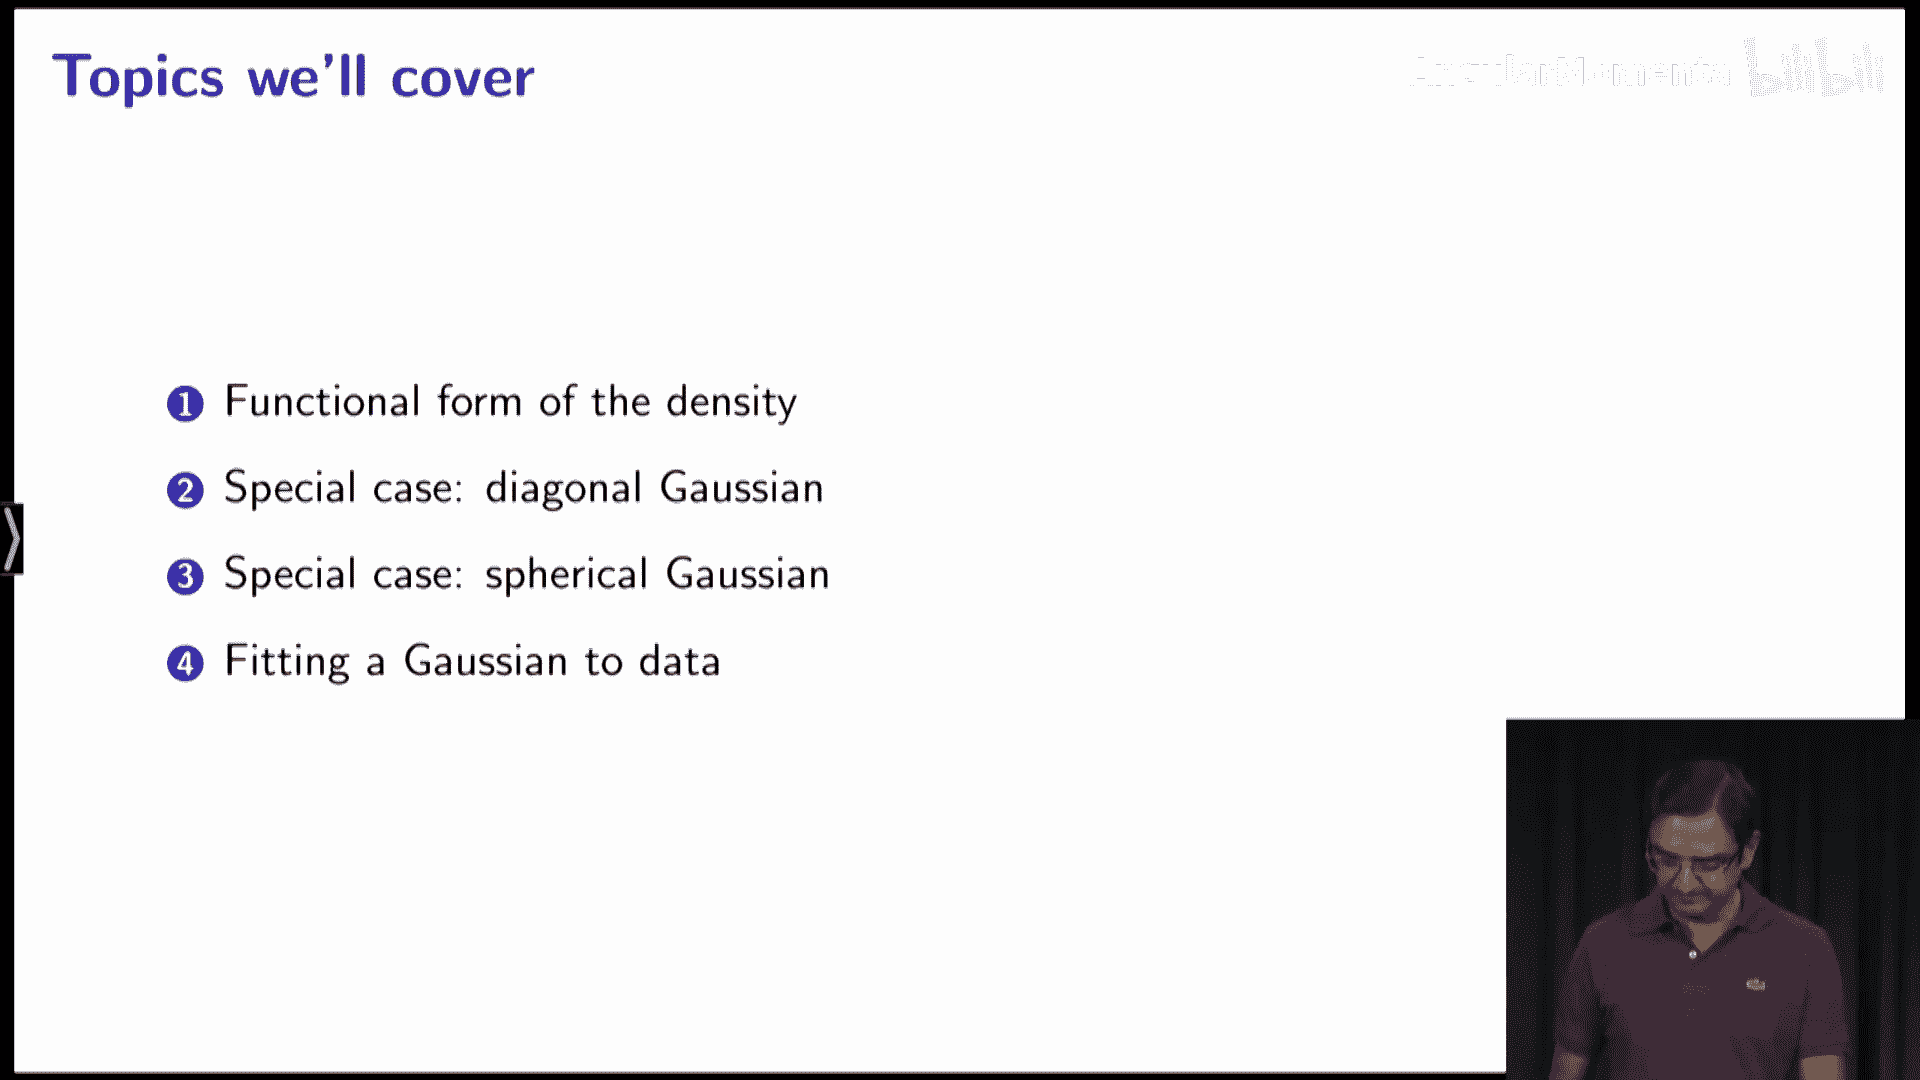 Topics we'll cover
bilibili
1 Functional form of the density
2 Special case: diagonal Gaussian
3 Special case: spherical Gaussian
4 Fitting a Gaussian to data